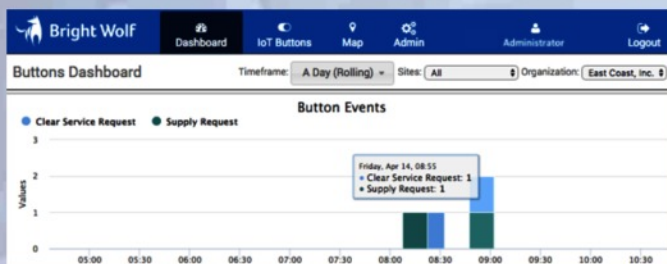 Bright Wolf
Dashboard
IoT Buttons
Map
Admin
Administrator
Logout
Buttons Dashboard
Timeframe: A Day (Rolling)
Sites: All
Organization: East Coast, Inc.
Button Events
Clear Service Request
Supply Request
Values
3
2
1
0
Friday, Apr 14, 08:55
Clear Service Request: 1
Supply Request: 1
05:00 05:30 06:00 06:30 07:00 07:30 08:00 08:30 09:00 09:30 10:00 10:30